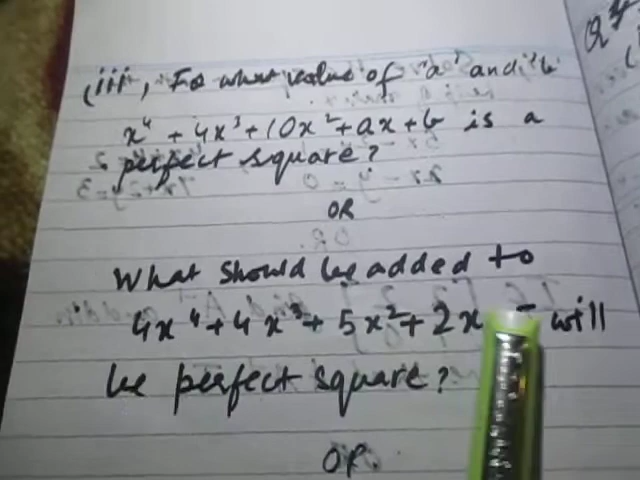 (iii, For what value of 'a' and 'b'
x⁴ + 4x³ + 10x² + ax + b is a
perfect square?
OR
What should be added to
4x⁴ + 4x³ + 5x² + 2x will
be perfect square?
OR.